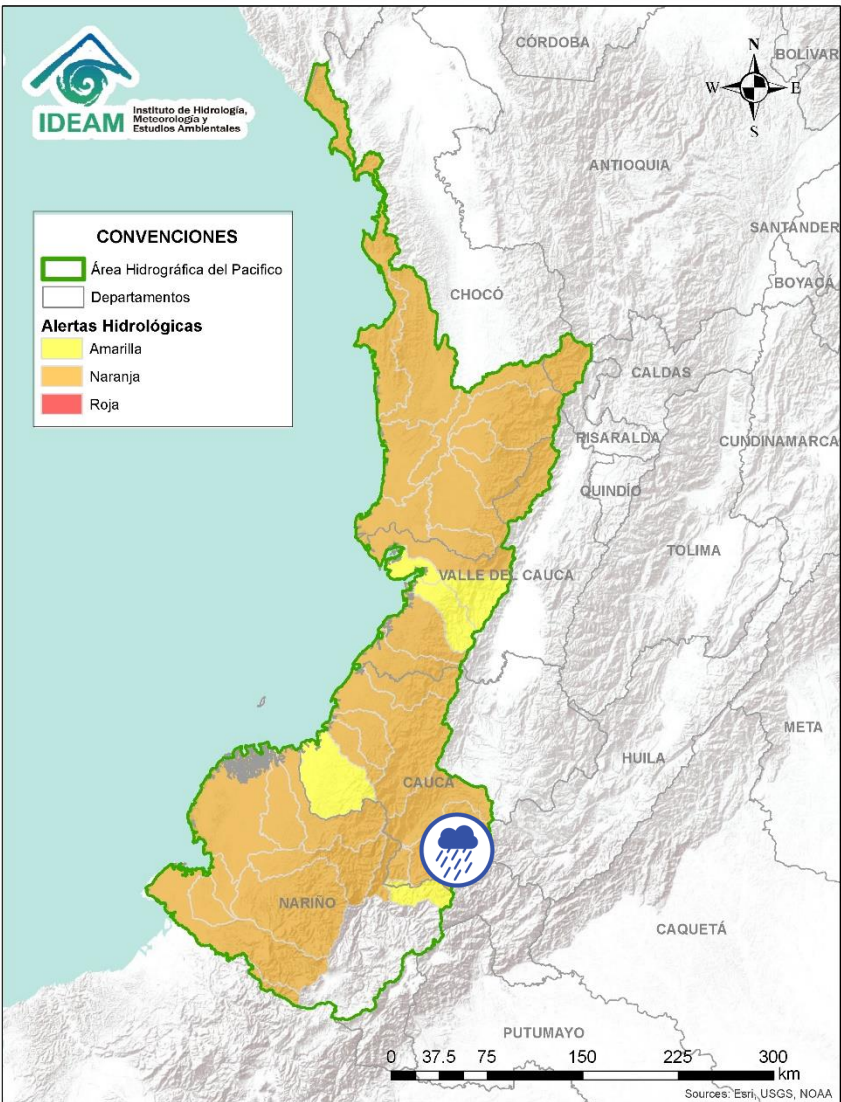 IDEAM
Instituto de Hidrología,
Meteorología y
Estudios Ambientales
CÓRDOBA
BOLÍVAR
N
W
E
S
ANTIOQUIA
SANTANDER
BOYACÁ
CONVENCIONES
Área Hidrográfica del Pacifico
Departamentos
Alertas Hidrológicas
Amarilla
Naranja
Roja
CHOCÓ
CALDAS
RISARALDA
CUNDINAMARCA
QUINDÍO
TOLIMA
VALLE DEL CAUCA
META
HUILA
CAUCA
NARIÑO
CAQUETÁ
PUTUMAYO
0 37.5 75 150 225 300
km
Sources: Esri, USGS, NOAA